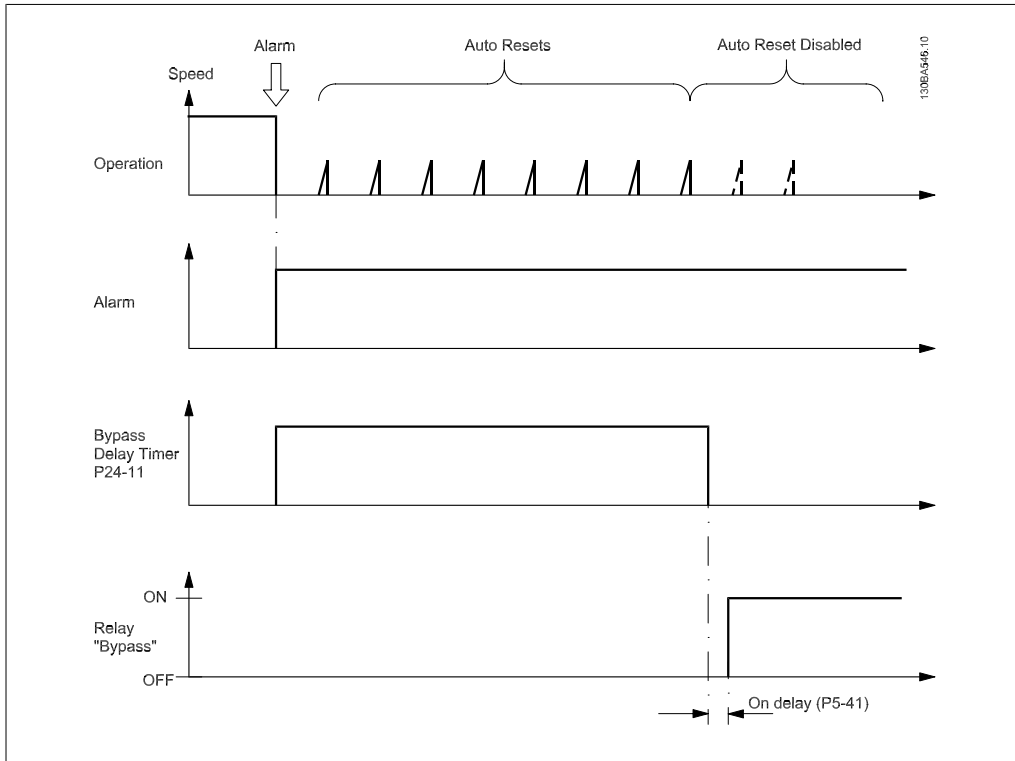 Alarm
Auto Resets
Auto Reset Disabled
130BA546.10
Speed
Operation
Alarm
Bypass
Delay Timer
P24-11
ON
Relay
"Bypass"
OFF
On delay (P5-41)